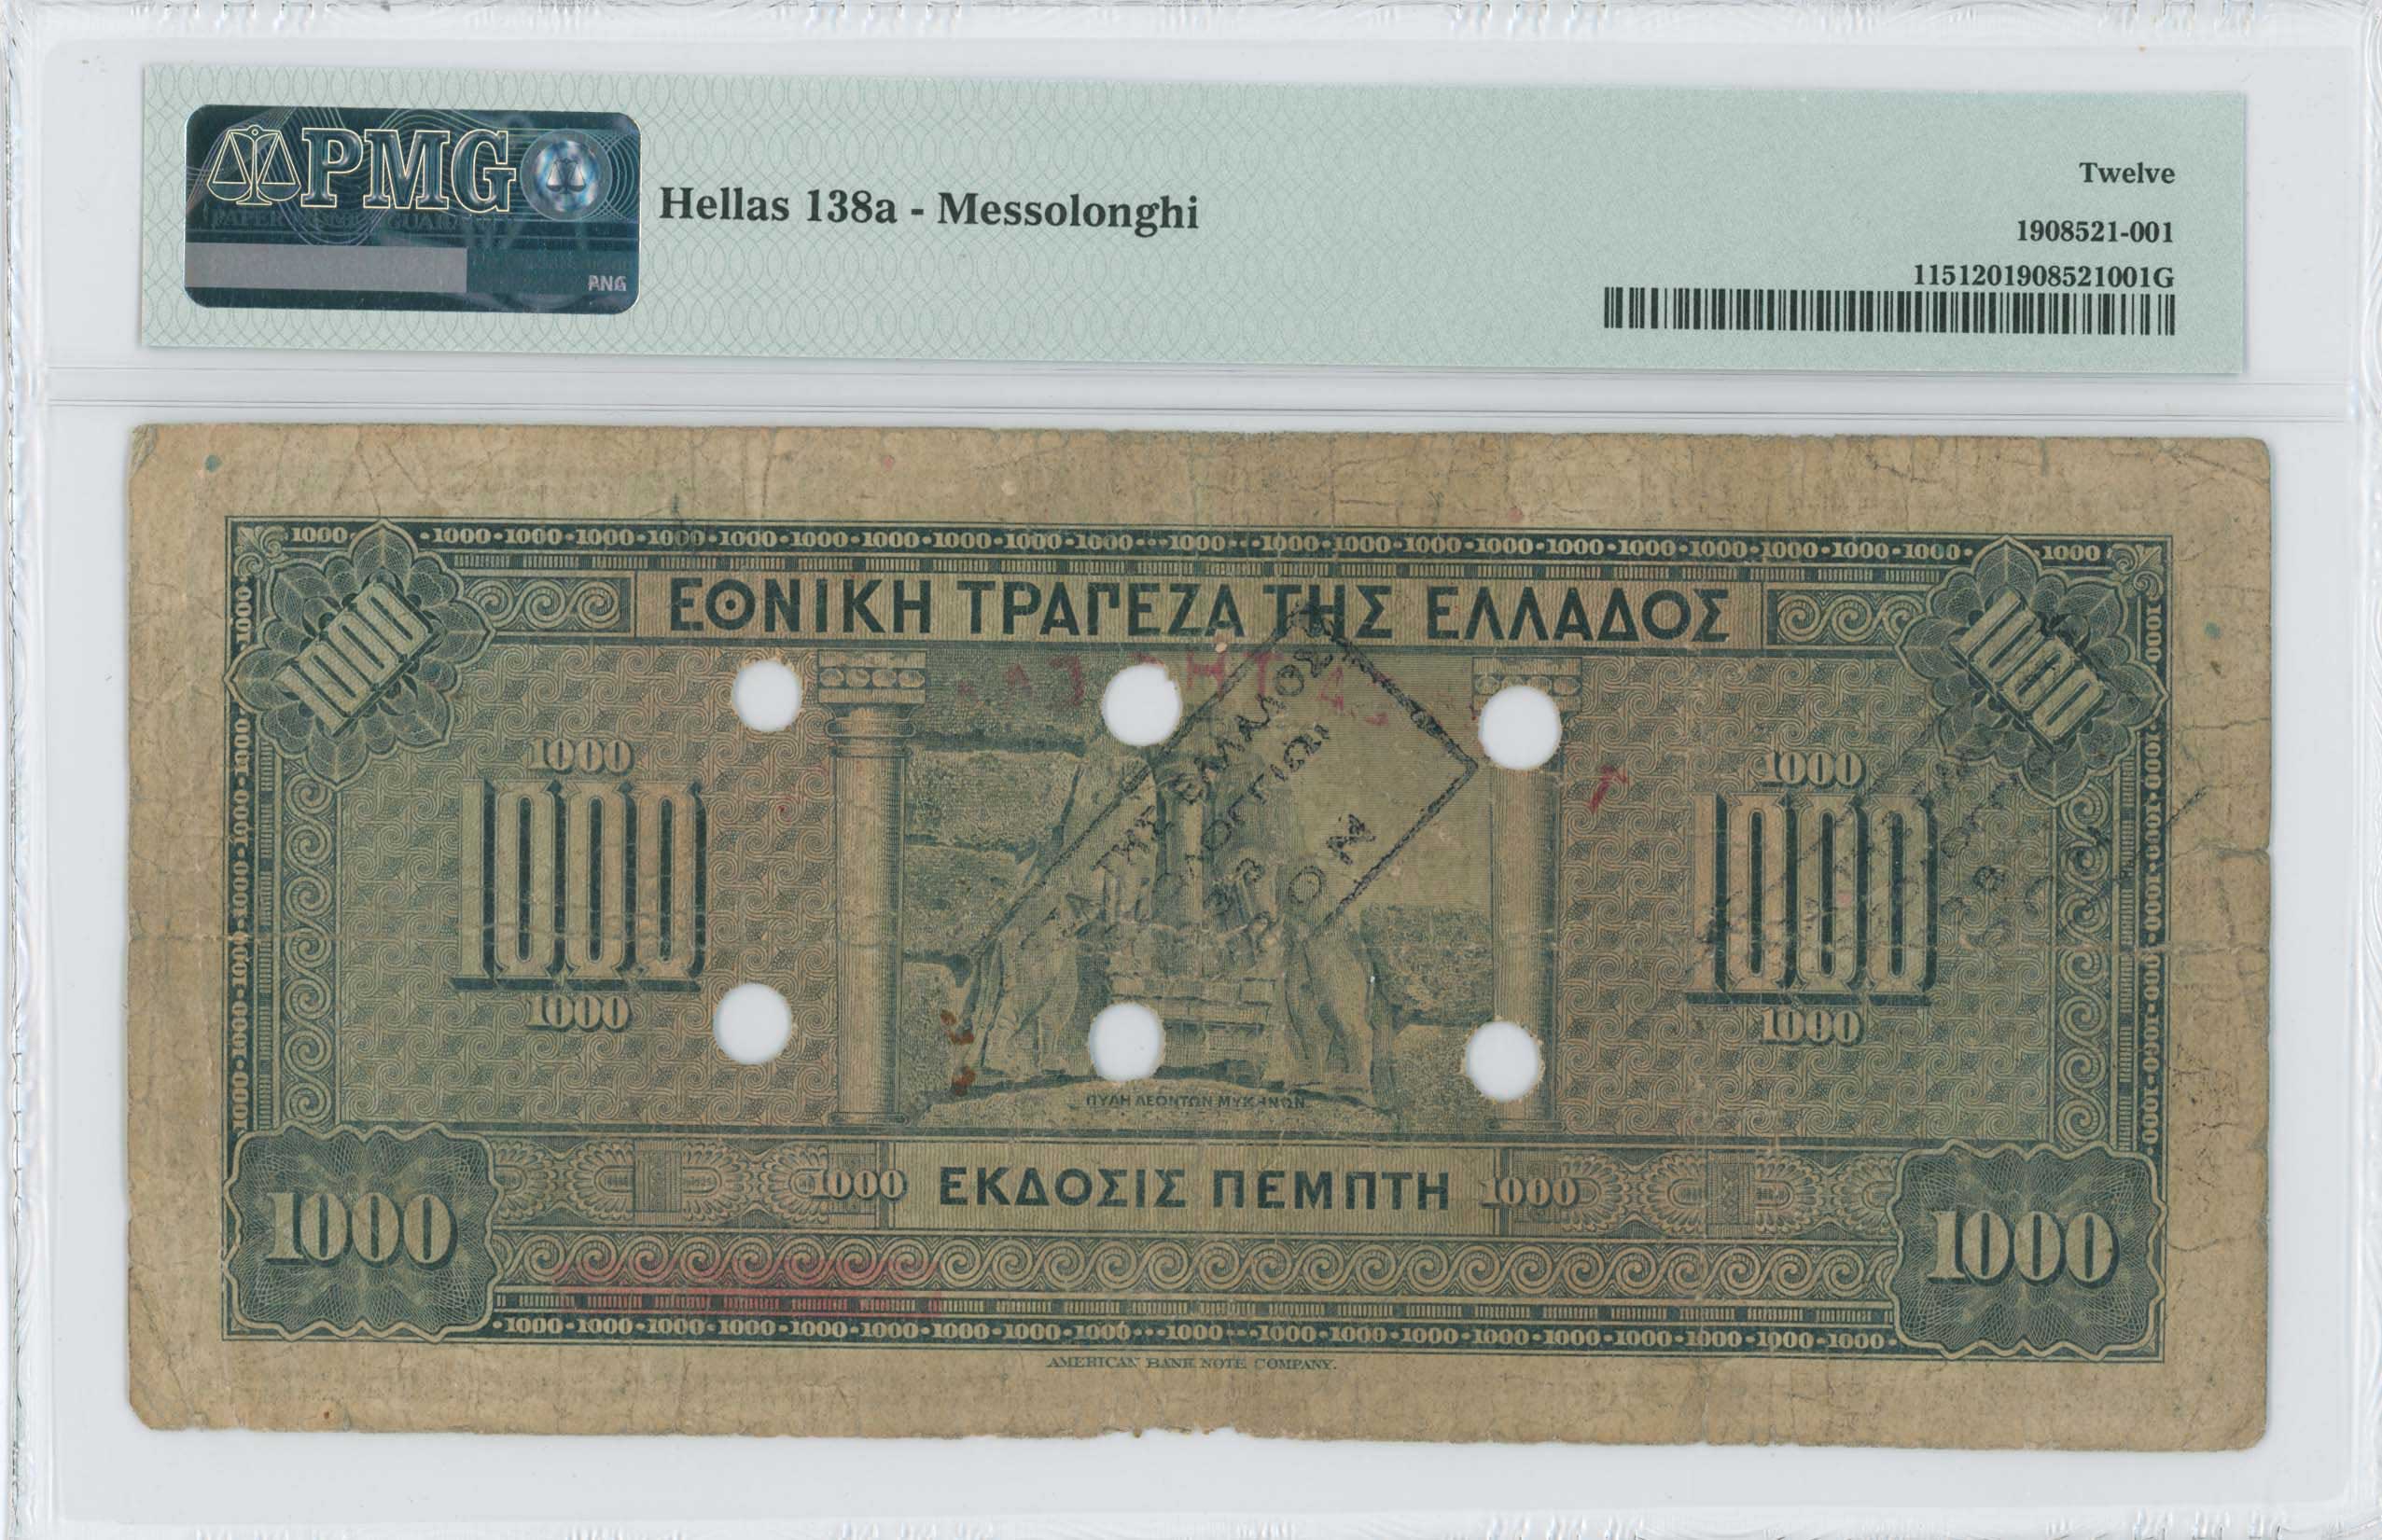 PMG
PAPER MONEY GUARANTY
PNG
Hellas 138a - Messolonghi
Twelve
1908521-001
1151201908521001G
1000 ·1000·1000·1000·1000·1000·1000·1000·1000·1000·1000···1000···1000·1000·1000·1000·1000·1000·1000·1000·1000·1000· 1000
ΕΘΝΙΚΗ ΤΡΑΠΕΖΑ ΤΗΣ ΕΛΛΑΔΟΣ
1000 1000
ΤΗΣ ΕΛΛΑΔΟΣ
1000 1000
1000 1000
1000 1000
ΠΥΛΗ ΛΕΟΝΤΩΝ ΜΥΚΗΝΩΝ
1000 ΕΚΔΟΣΙΣ ΠΕΜΠΤΗ 1000
1000 1000
·1000·1000·1000·1000·1000·1000·1000·1000·1000···1000···1000·1000·1000·1000·1000·1000·1000·1000·1000·
AMERICAN BANK NOTE COMPANY.